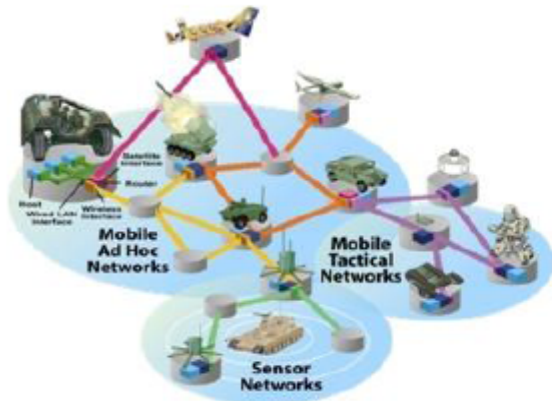 Satellite
Interface
Router
Host
Wired LAN
Interface
Wireless
Interface
Mobile
Ad Hoc
Networks
Mobile
Tactical
Networks
Sensor
Networks